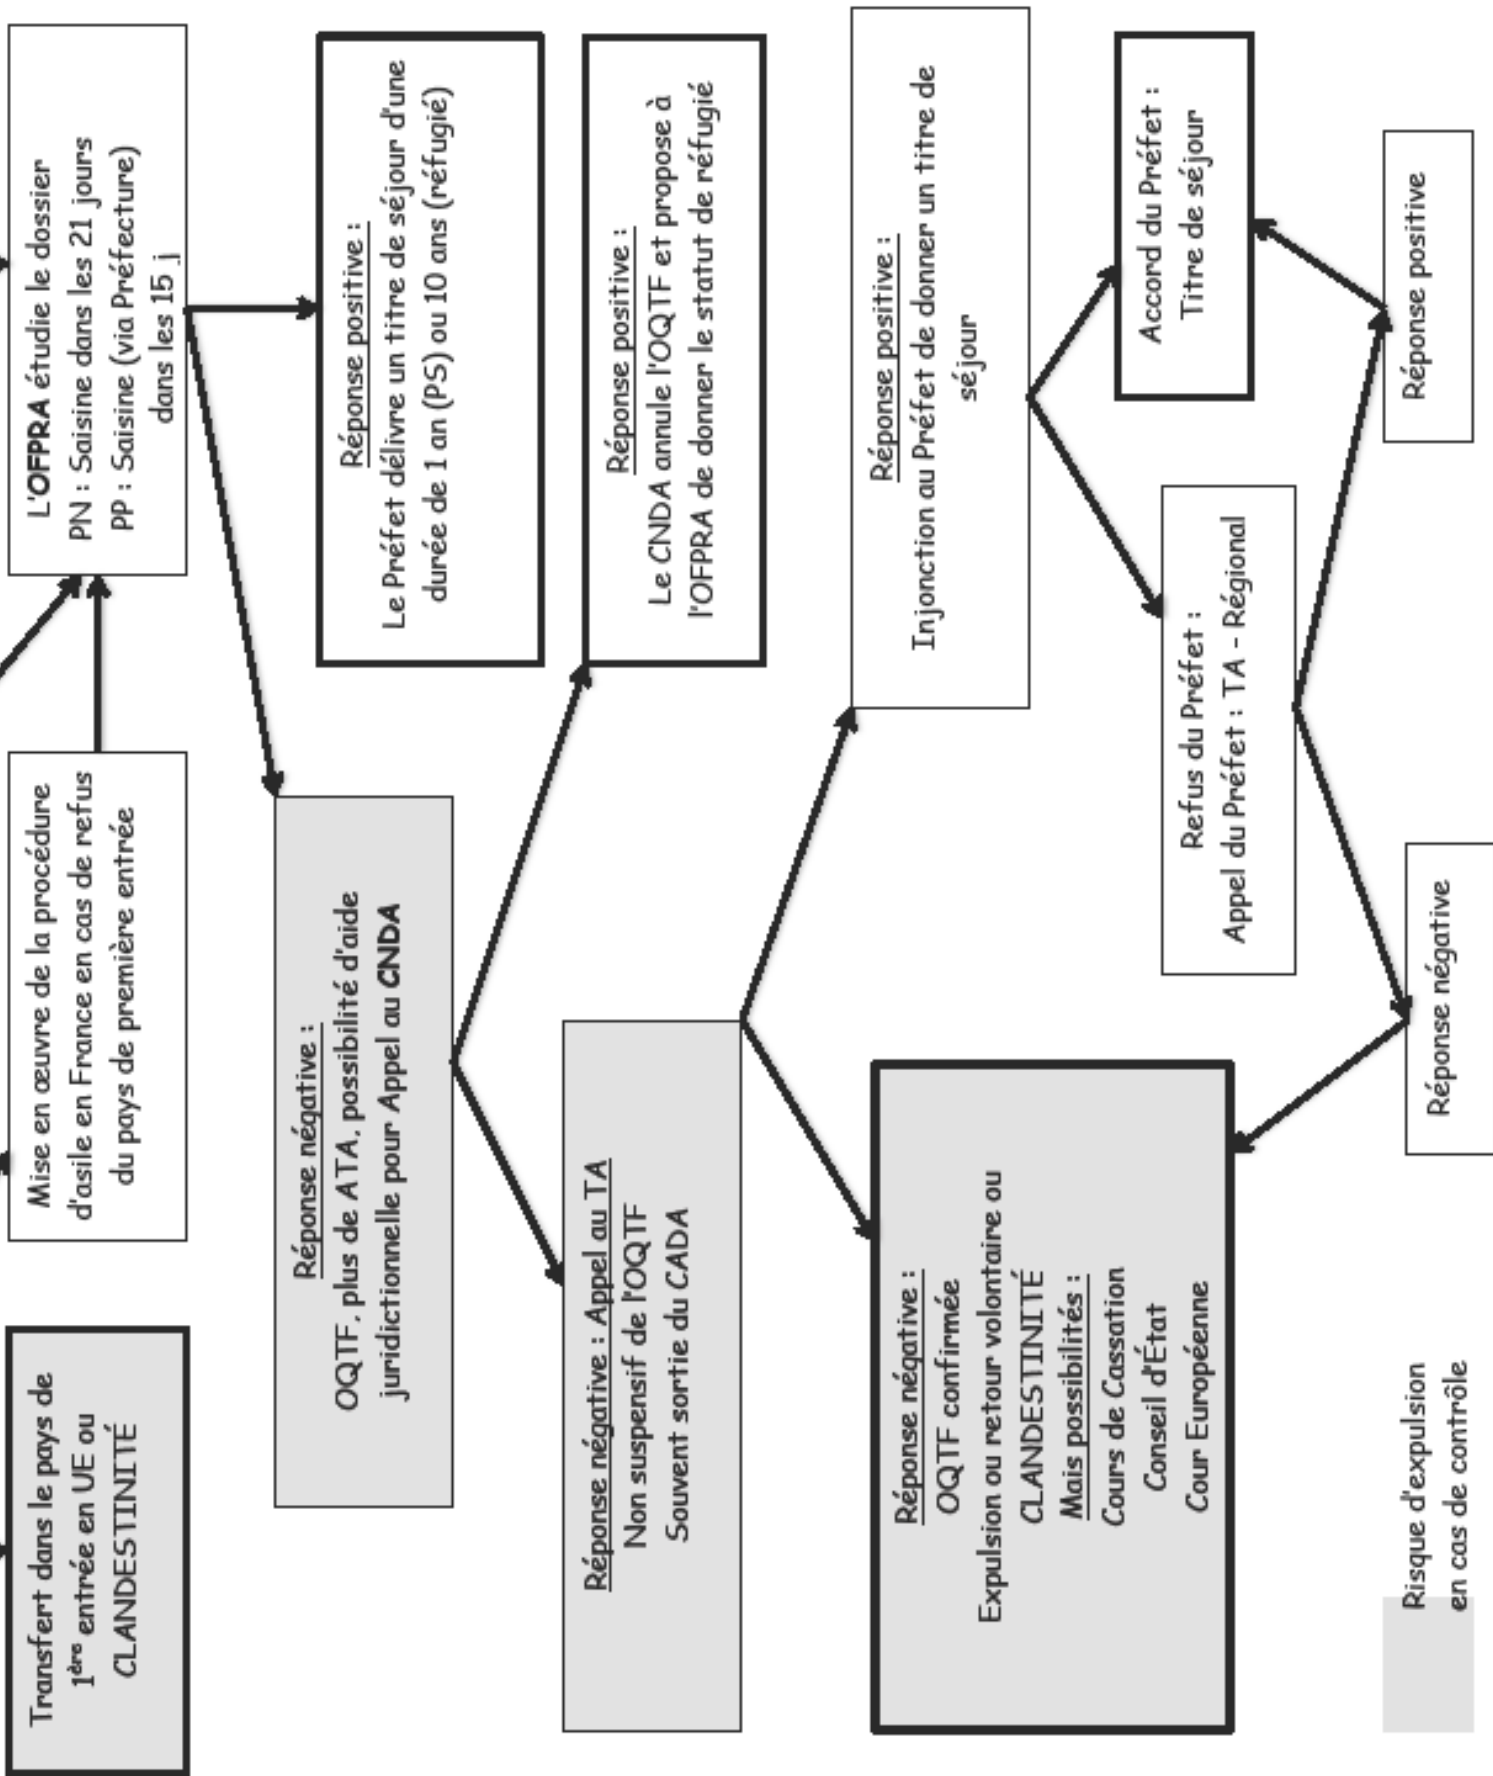 Transfert dans le pays de
1ère entrée en UE ou
CLANDESTINITÉ
Mise en œuvre de la procédure
d'asile en France en cas de refus
du pays de première entrée
L'OFPRA étudie le dossier
PN : Saisine dans les 21 jours
PP : Saisine (via Préfecture)
dans les 15 j
Réponse négative :
OQTF, plus de ATA, possibilité d'aide
juridictionnelle pour Appel au CNDA
Réponse positive :
Le Préfet délivre un titre de séjour d'une
durée de 1 an (PS) ou 10 ans (réfugié)
Réponse négative : Appel au TA
Non suspensif de l'OQTF
Souvent sortie du CADA
Réponse positive :
Le CNDA annule l'OQTF et propose à
l'OFPRA de donner le statut de réfugié
Réponse négative :
OQTF confirmée
Expulsion ou retour volontaire ou
CLANDESTINITÉ
Mais possibilités :
Cours de Cassation
Conseil d'État
Cour Européenne
Réponse positive :
Injonction au Préfet de donner un titre de
séjour
Refus du Préfet :
Appel du Préfet : TA - Régional
Accord du Préfet :
Titre de séjour
Réponse négative
Réponse positive
Risque d'expulsion
en cas de contrôle